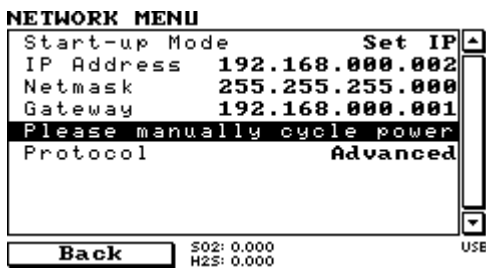 NETWORK MENU
Start-up Mode Set IP
IP Address 192.168.000.002
Netmask 255.255.255.000
Gateway 192.168.000.001
Please manually cycle power
Protocol Advanced
Back
SO2: 0.000
H2S: 0.000
USB